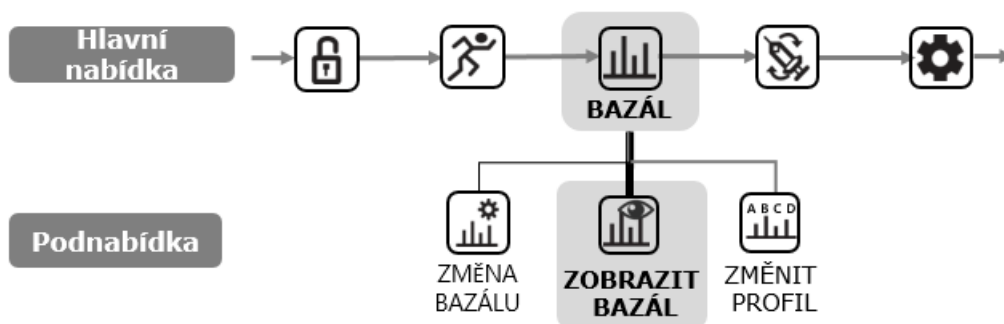 Hlavní
nabídka
BAZÁL
Podnabídka
A B C D
ZMĚNA
BAZÁLU
ZOBRAZIT
BAZÁL
ZMĚNIT
PROFIL